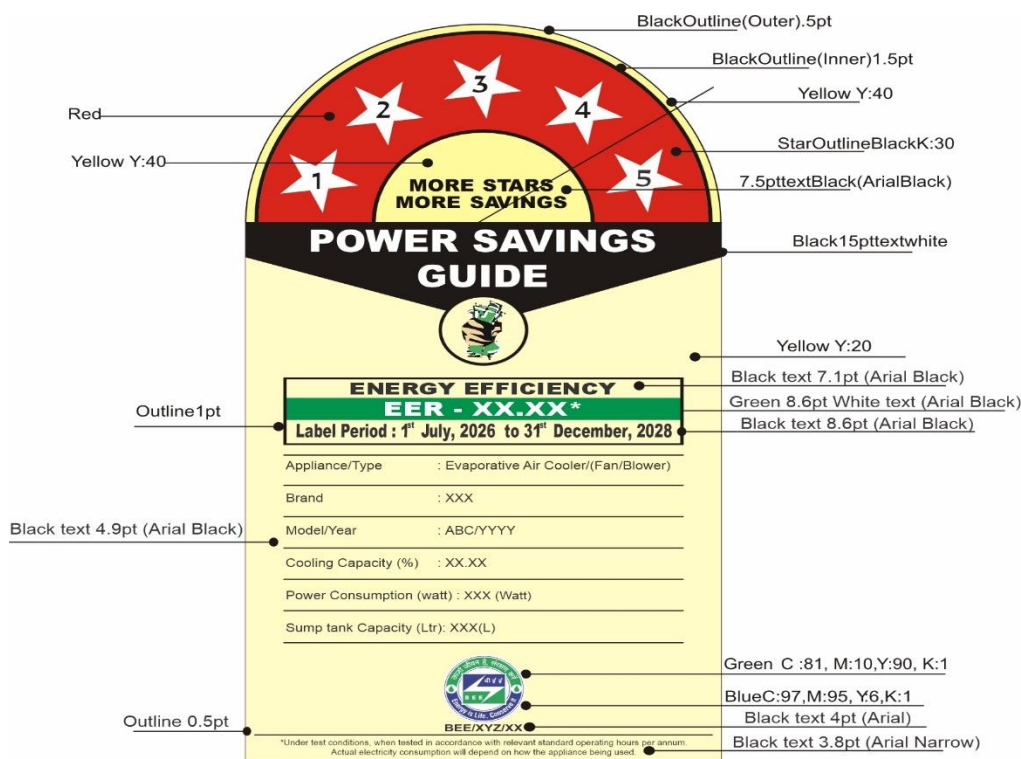 BlackOutline(Outer).5pt
BlackOutline(Inner)1.5pt
Yellow Y:40
Red
StarOutlineBlackK:30
Yellow Y:40
7.5pttextBlack(ArialBlack)
1 2 3 4 5
MORE STARS
MORE SAVINGS
POWER SAVINGS
GUIDE
Black15pttextwhite
Yellow Y:20
ENERGY EFFICIENCY
Black text 7.1pt (Arial Black)
EER - XX.XX*
Green 8.6pt White text (Arial Black)
Outline1pt
Label Period : 1st July, 2026 to 31st December, 2028
Black text 8.6pt (Arial Black)
Appliance/Type : Evaporative Air Cooler/(Fan/Blower)
Brand : XXX
Model/Year : ABC/YYYY
Black text 4.9pt (Arial Black)
Cooling Capacity (%) : XX.XX
Power Consumption (watt) : XXX (Watt)
Sump tank Capacity (Ltr): XXX(L)
Green C :81, M:10,Y:90, K:1
BEE
Energy is Life, Conserve it
BlueC:97,M:95, Y:6,K:1
Black text 4pt (Arial)
Outline 0.5pt
BEE/XYZ/XX
Black text 3.8pt (Arial Narrow)
*Under test conditions, when tested in accordance with relevant standard operating hours per annum.
Actual electricity consumption will depend on how the appliance being used.